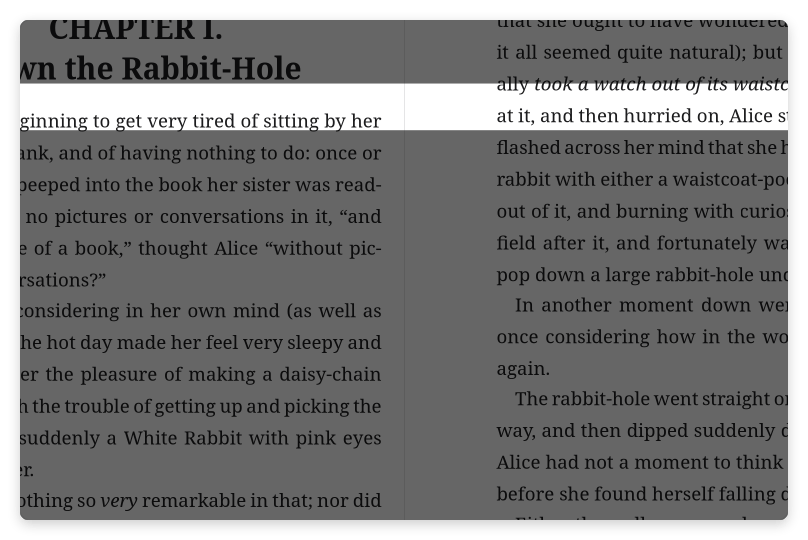 CHAPTER I.
wn the Rabbit-Hole
ginning to get very tired of sitting by her
ank, and of having nothing to do: once or
peeped into the book her sister was read-
no pictures or conversations in it, “and
e of a book,” thought Alice “without pic-
rsations?”
considering in her own mind (as well as
he hot day made her feel very sleepy and
er the pleasure of making a daisy-chain
h the trouble of getting up and picking the
suddenly a White Rabbit with pink eyes
er.
othing so very remarkable in that; nor did
that she ought to have wondered
it all seemed quite natural); but
ally took a watch out of its waistc
at it, and then hurried on, Alice st
flashed across her mind that she h
rabbit with either a waistcoat-poc
out of it, and burning with curios
field after it, and fortunately wa
pop down a large rabbit-hole und
In another moment down wen
once considering how in the wo
again.
The rabbit-hole went straight on
way, and then dipped suddenly d
Alice had not a moment to think
before she found herself falling d